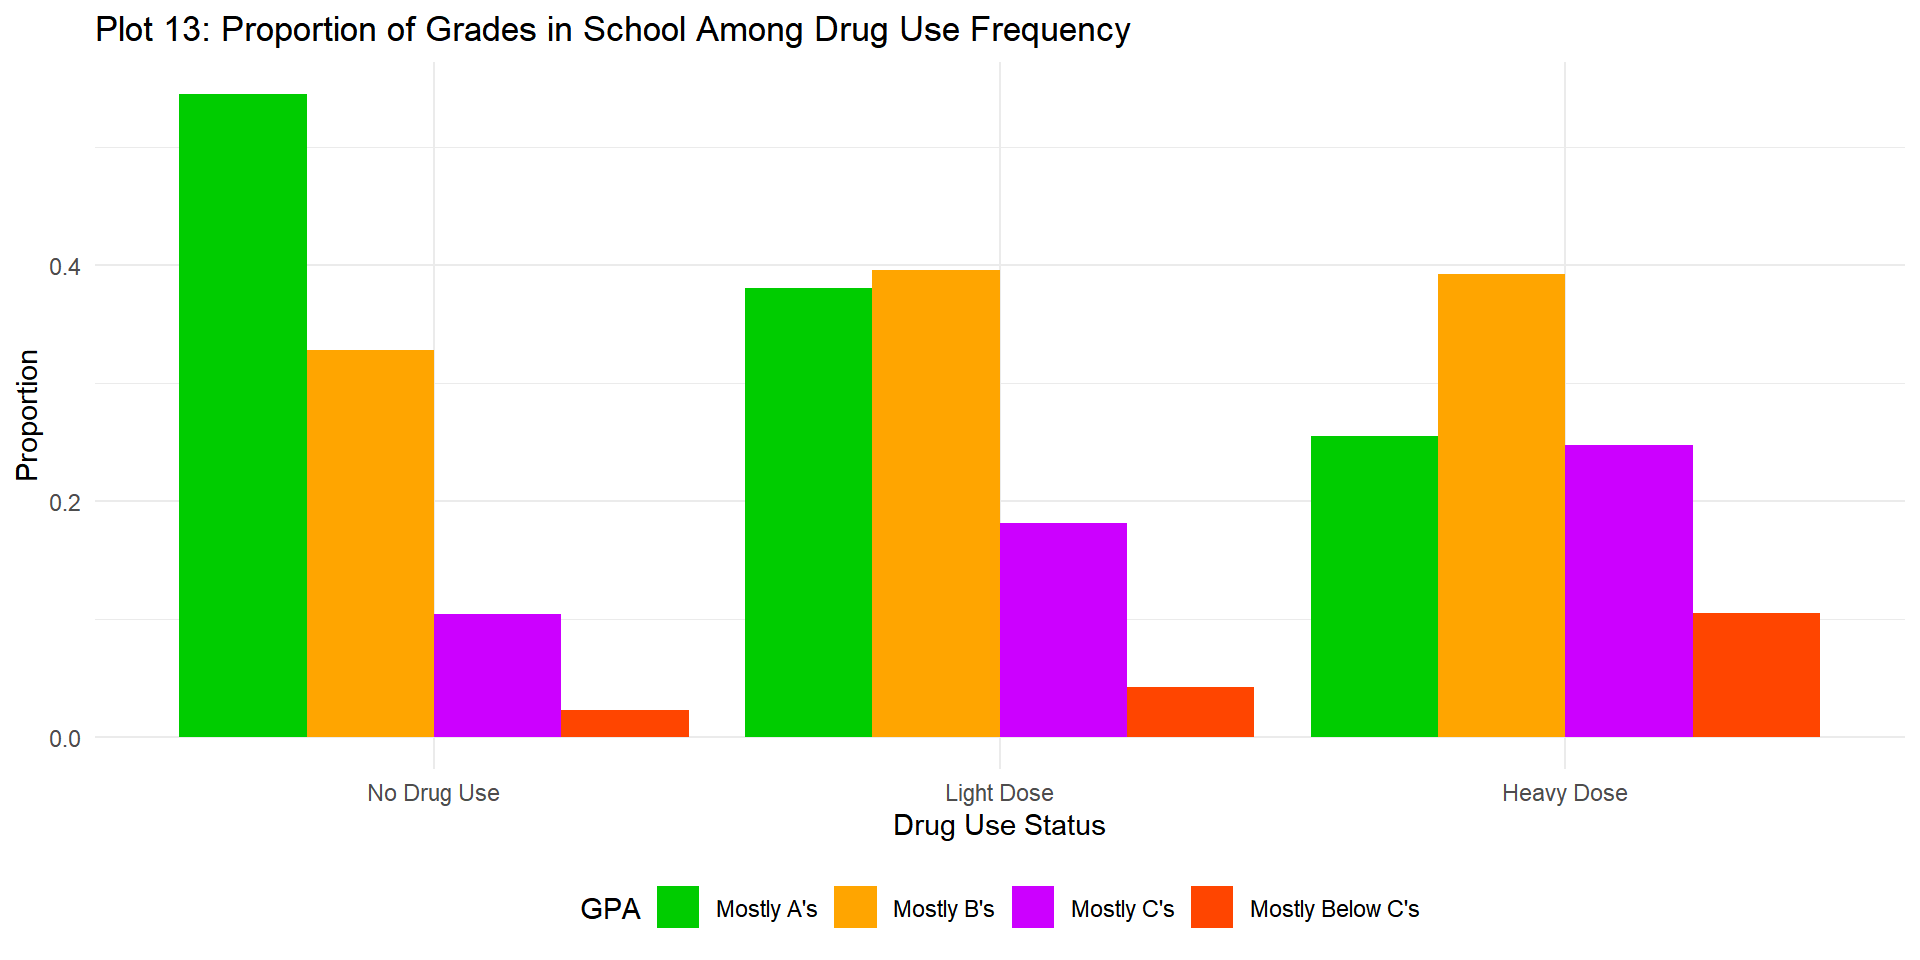 Plot 13: Proportion of Grades in School Among Drug Use Frequency
Proportion
0.4
0.2
0.0
No Drug Use
Light Dose
Heavy Dose
Drug Use Status
GPA
Mostly A's
Mostly B's
Mostly C's
Mostly Below C's